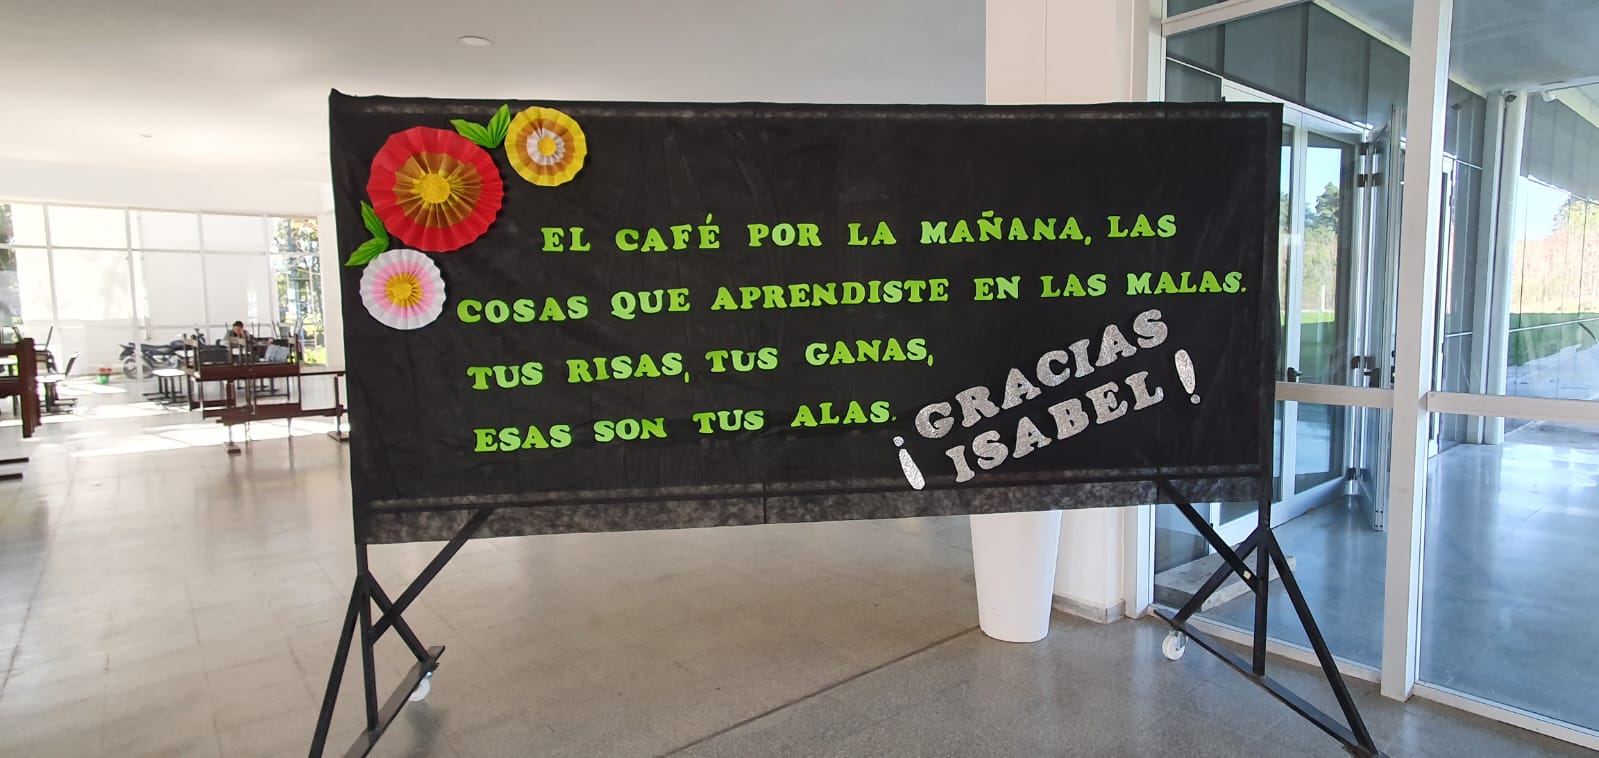 EL CAFÉ POR LA MAÑANA, LAS
COSAS QUE APRENDISTE EN LAS MALAS.
TUS RISAS, TUS GANAS,
ESAS SON TUS ALAS.
¡GRACIAS
ISABEL!